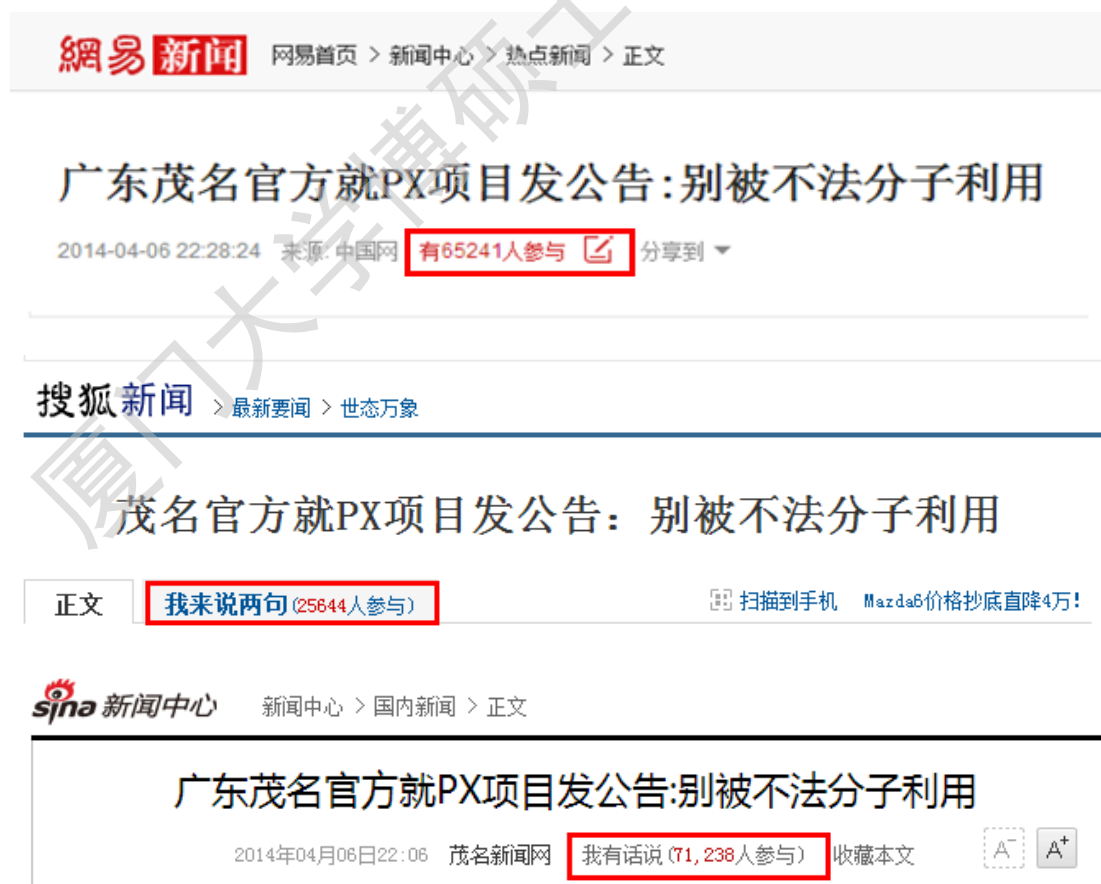 網易 新闻 网易首页 > 新闻中心 > 热点新闻 > 正文
广东茂名官方就PX项目发公告:别被不法分子利用
2014-04-06 22:28:24 来源: 中国网 有65241人参与 分享到
搜狐新闻 > 最新要闻 > 世态万象
茂名官方就PX项目发公告：别被不法分子利用
正文 我来说两句(25644人参与) 扫描到手机 Mazda6价格抄底直降4万!
sina 新闻中心 新闻中心 > 国内新闻 > 正文
广东茂名官方就PX项目发公告:别被不法分子利用
2014年04月06日22:06 茂名新闻网 我有话说(71,238人参与) 收藏本文 A- A+
厦门大学博硕士